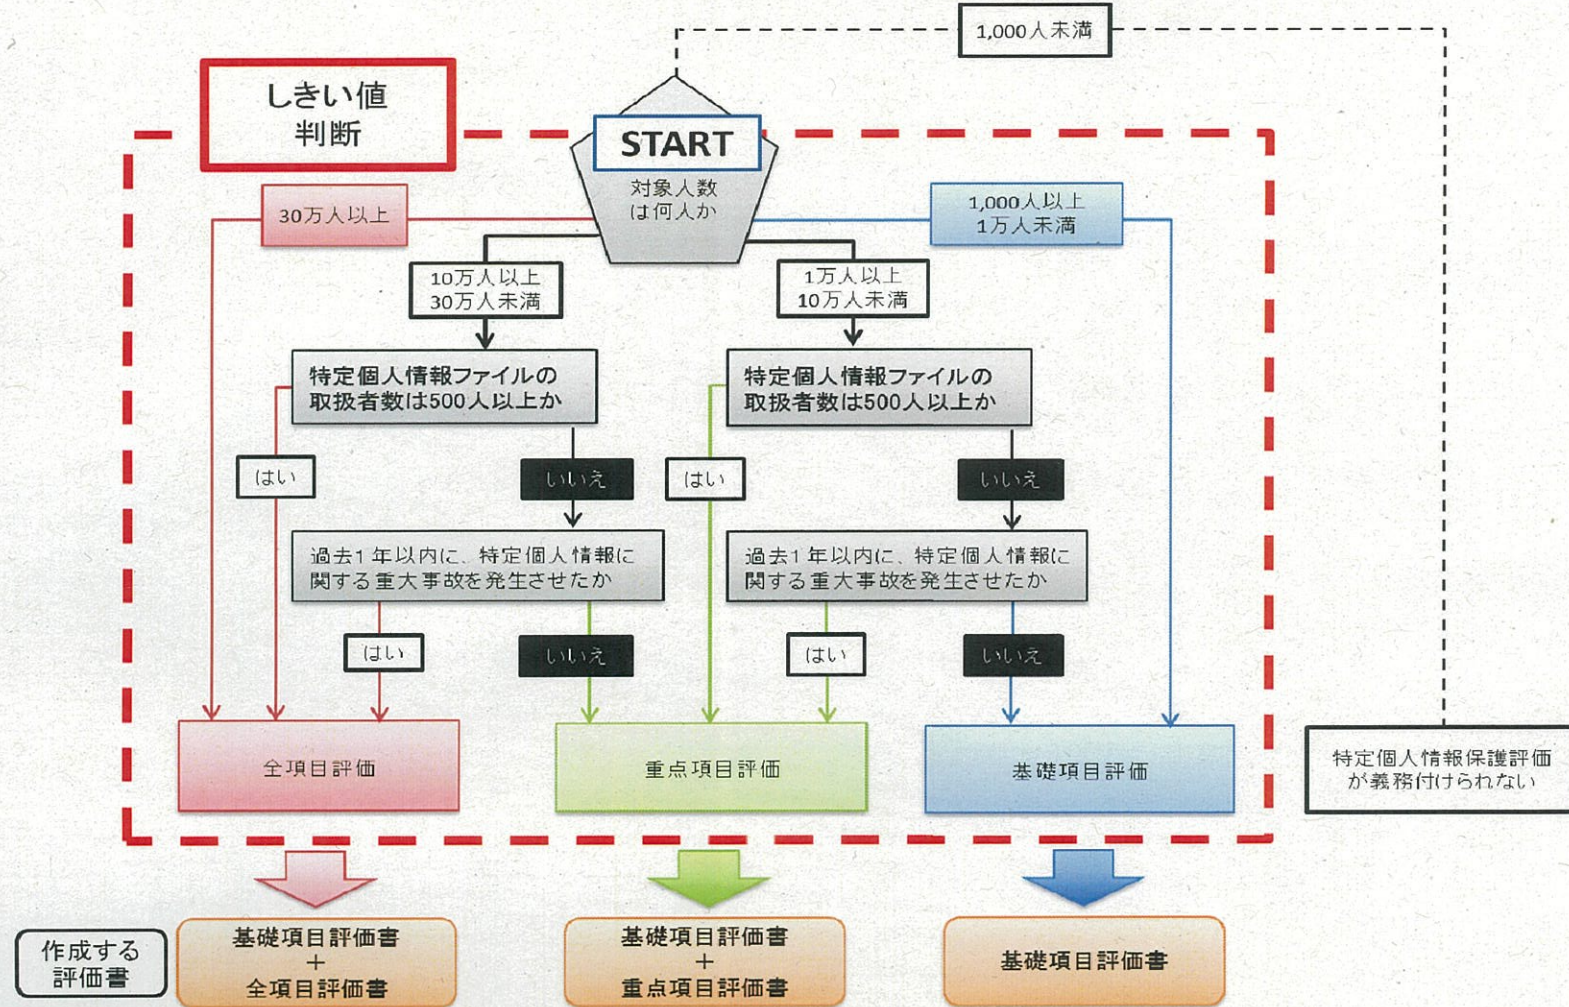 1,000人未満
しきい値
判断
START
対象人数
は何人か
30万人以上
1,000人以上
1万人未満
10万人以上
30万人未満
1万人以上
10万人未満
特定個人情報ファイルの
取扱者数は500人以上か
特定個人情報ファイルの
取扱者数は500人以上か
はい
いいえ
はい
いいえ
過去1年以内に、特定個人情報に
関する重大事故を発生させたか
過去1年以内に、特定個人情報に
関する重大事故を発生させたか
はい
いいえ
はい
いいえ
全項目評価
重点項目評価
基礎項目評価
特定個人情報保護評価
が義務付けられない
作成する
評価書
基礎項目評価書
+
全項目評価書
基礎項目評価書
+
重点項目評価書
基礎項目評価書